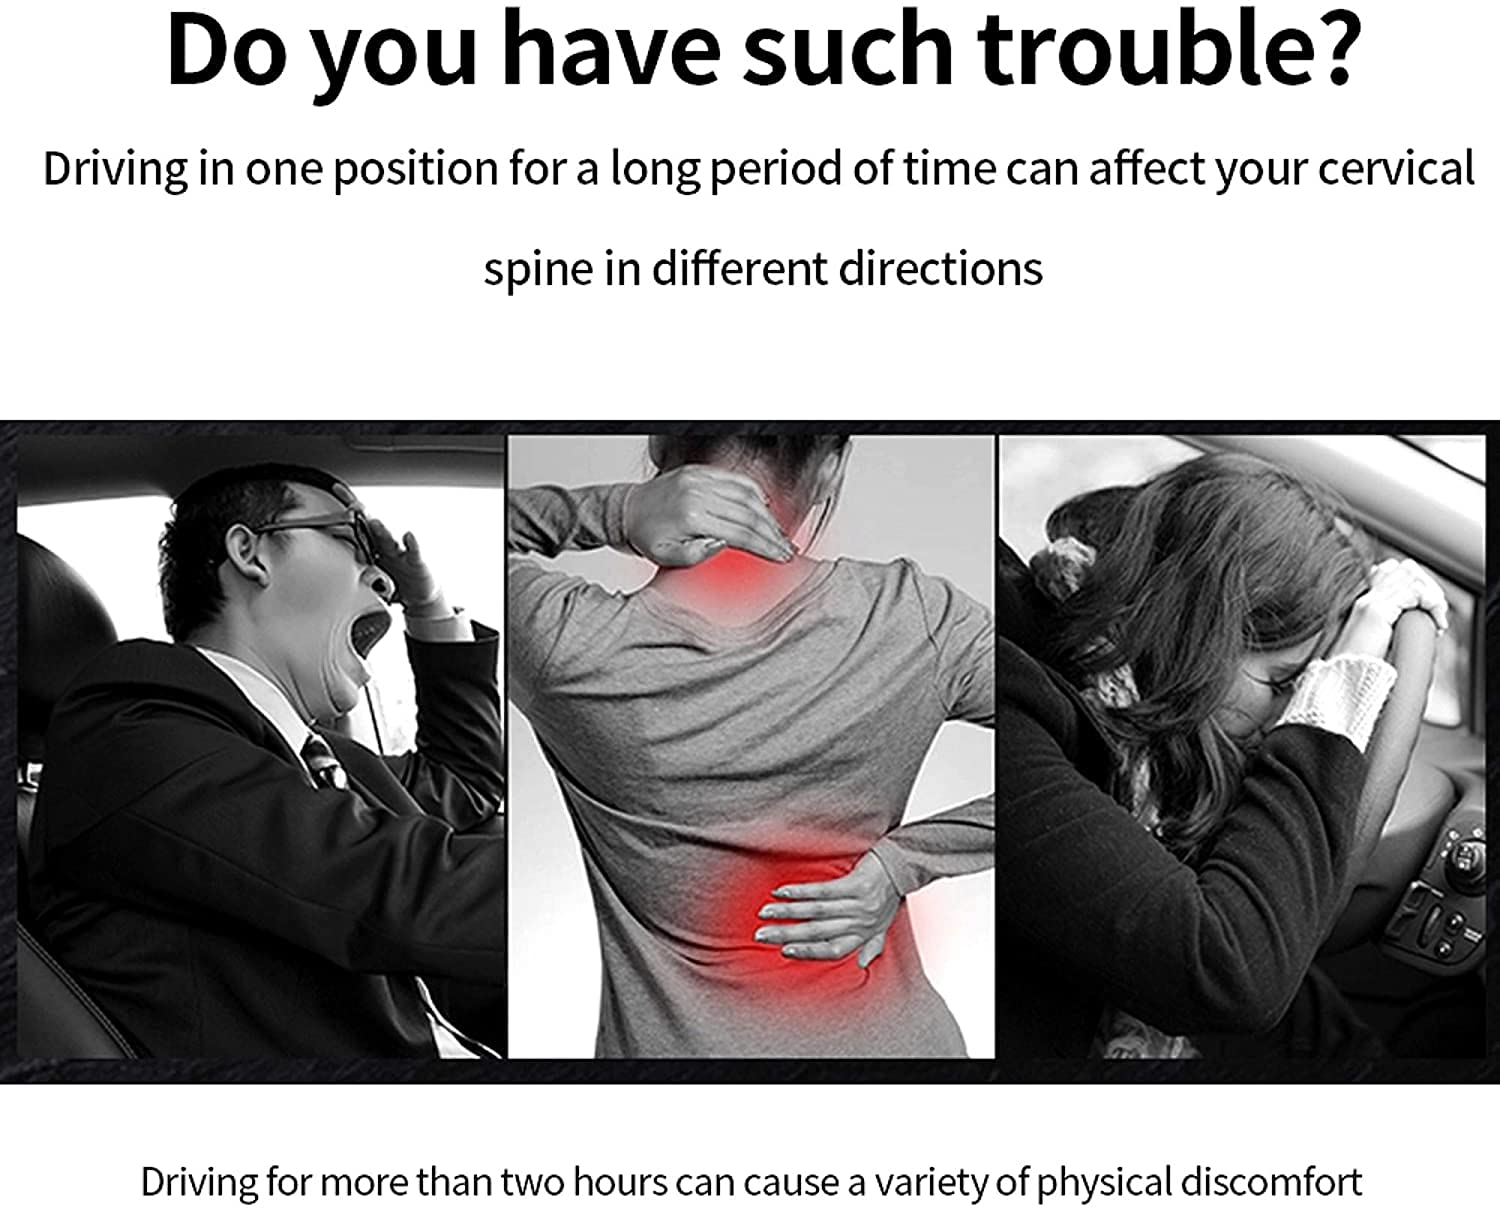 Do you have such trouble?
Driving in one position for a long period of time can affect your cervical
spine in different directions
Driving for more than two hours can cause a variety of physical discomfort